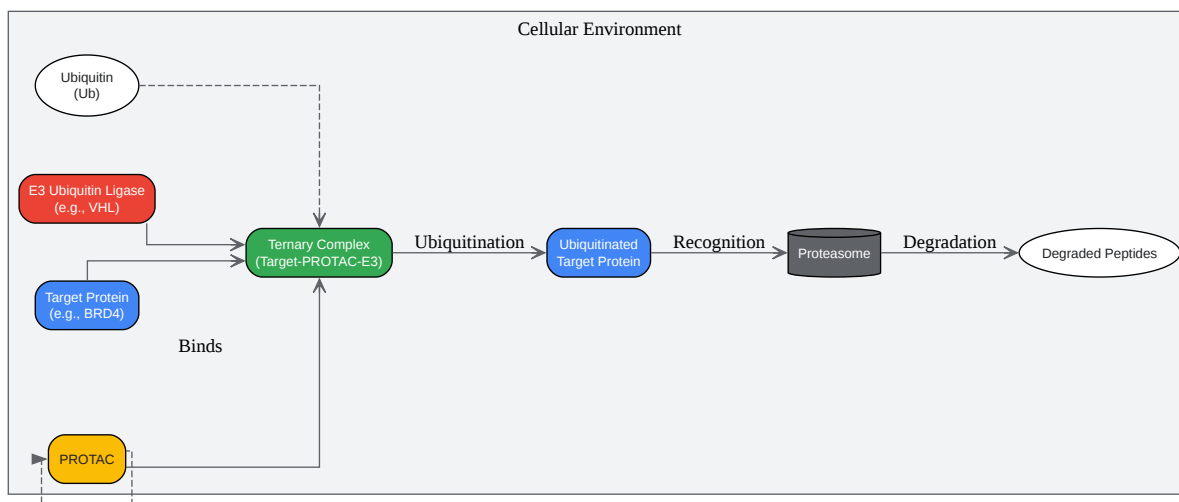 Cellular Environment
Ubiquitin
(Ub)
E3 Ubiquitin Ligase
(e.g., VHL)
Target Protein
(e.g., BRD4)
Binds
PROTAC
Ternary Complex
(Target-PROTAC-E3)
Ubiquitination
Ubiquitinated
Target Protein
Recognition
Proteasome
Degradation
Degraded Peptides